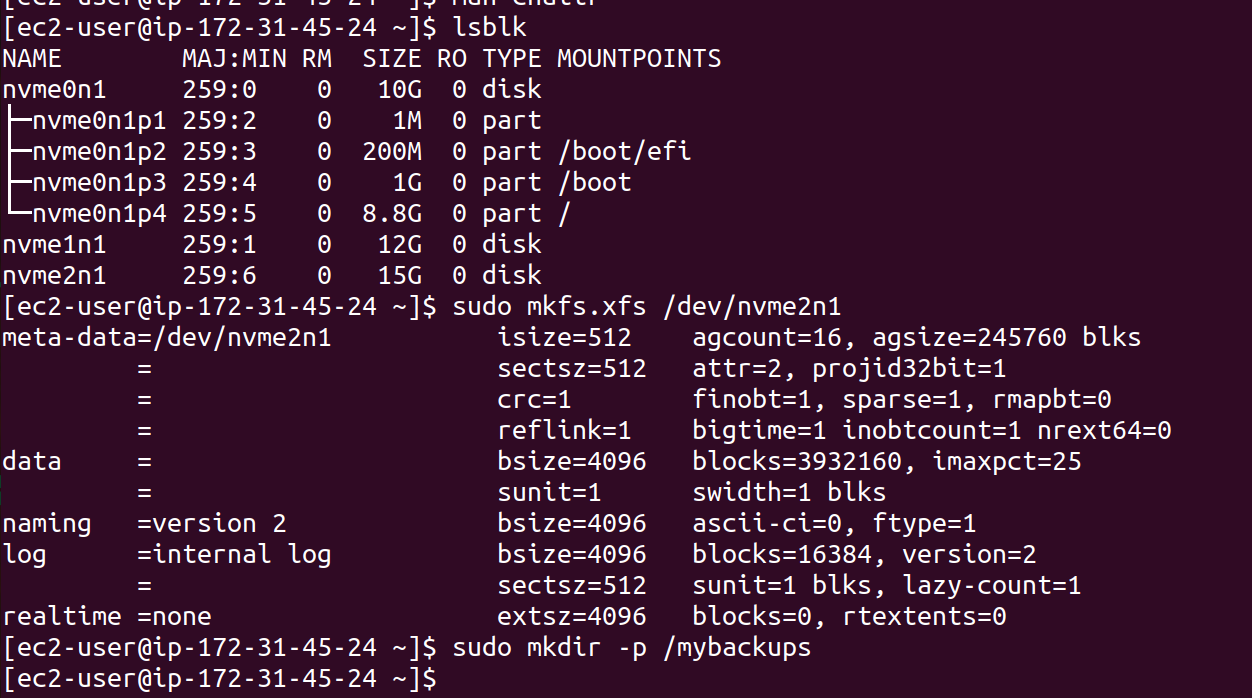 [ec2-user@ip-172-31-45-24 ~]$ man chattr
[ec2-user@ip-172-31-45-24 ~]$ lsblk
NAME        MAJ:MIN RM  SIZE RO TYPE MOUNTPOINTS
nvme0n1     259:0    0   10G  0 disk
├─nvme0n1p1 259:2    0    1M  0 part
├─nvme0n1p2 259:3    0  200M  0 part /boot/efi
├─nvme0n1p3 259:4    0    1G  0 part /boot
└─nvme0n1p4 259:5    0  8.8G  0 part /
nvme1n1     259:1    0   12G  0 disk
nvme2n1     259:6    0   15G  0 disk
[ec2-user@ip-172-31-45-24 ~]$ sudo mkfs.xfs /dev/nvme2n1
meta-data=/dev/nvme2n1           isize=512    agcount=16, agsize=245760 blks
         =                       sectsz=512   attr=2, projid32bit=1
         =                       crc=1        finobt=1, sparse=1, rmapbt=0
         =                       reflink=1    bigtime=1 inobtcount=1 nrext64=0
data     =                       bsize=4096   blocks=3932160, imaxpct=25
         =                       sunit=1      swidth=1 blks
naming   =version 2              bsize=4096   ascii-ci=0, ftype=1
log      =internal log           bsize=4096   blocks=16384, version=2
         =                       sectsz=512   sunit=1 blks, lazy-count=1
realtime =none                   extsz=4096   blocks=0, rtextents=0
[ec2-user@ip-172-31-45-24 ~]$ sudo mkdir -p /mybackups
[ec2-user@ip-172-31-45-24 ~]$